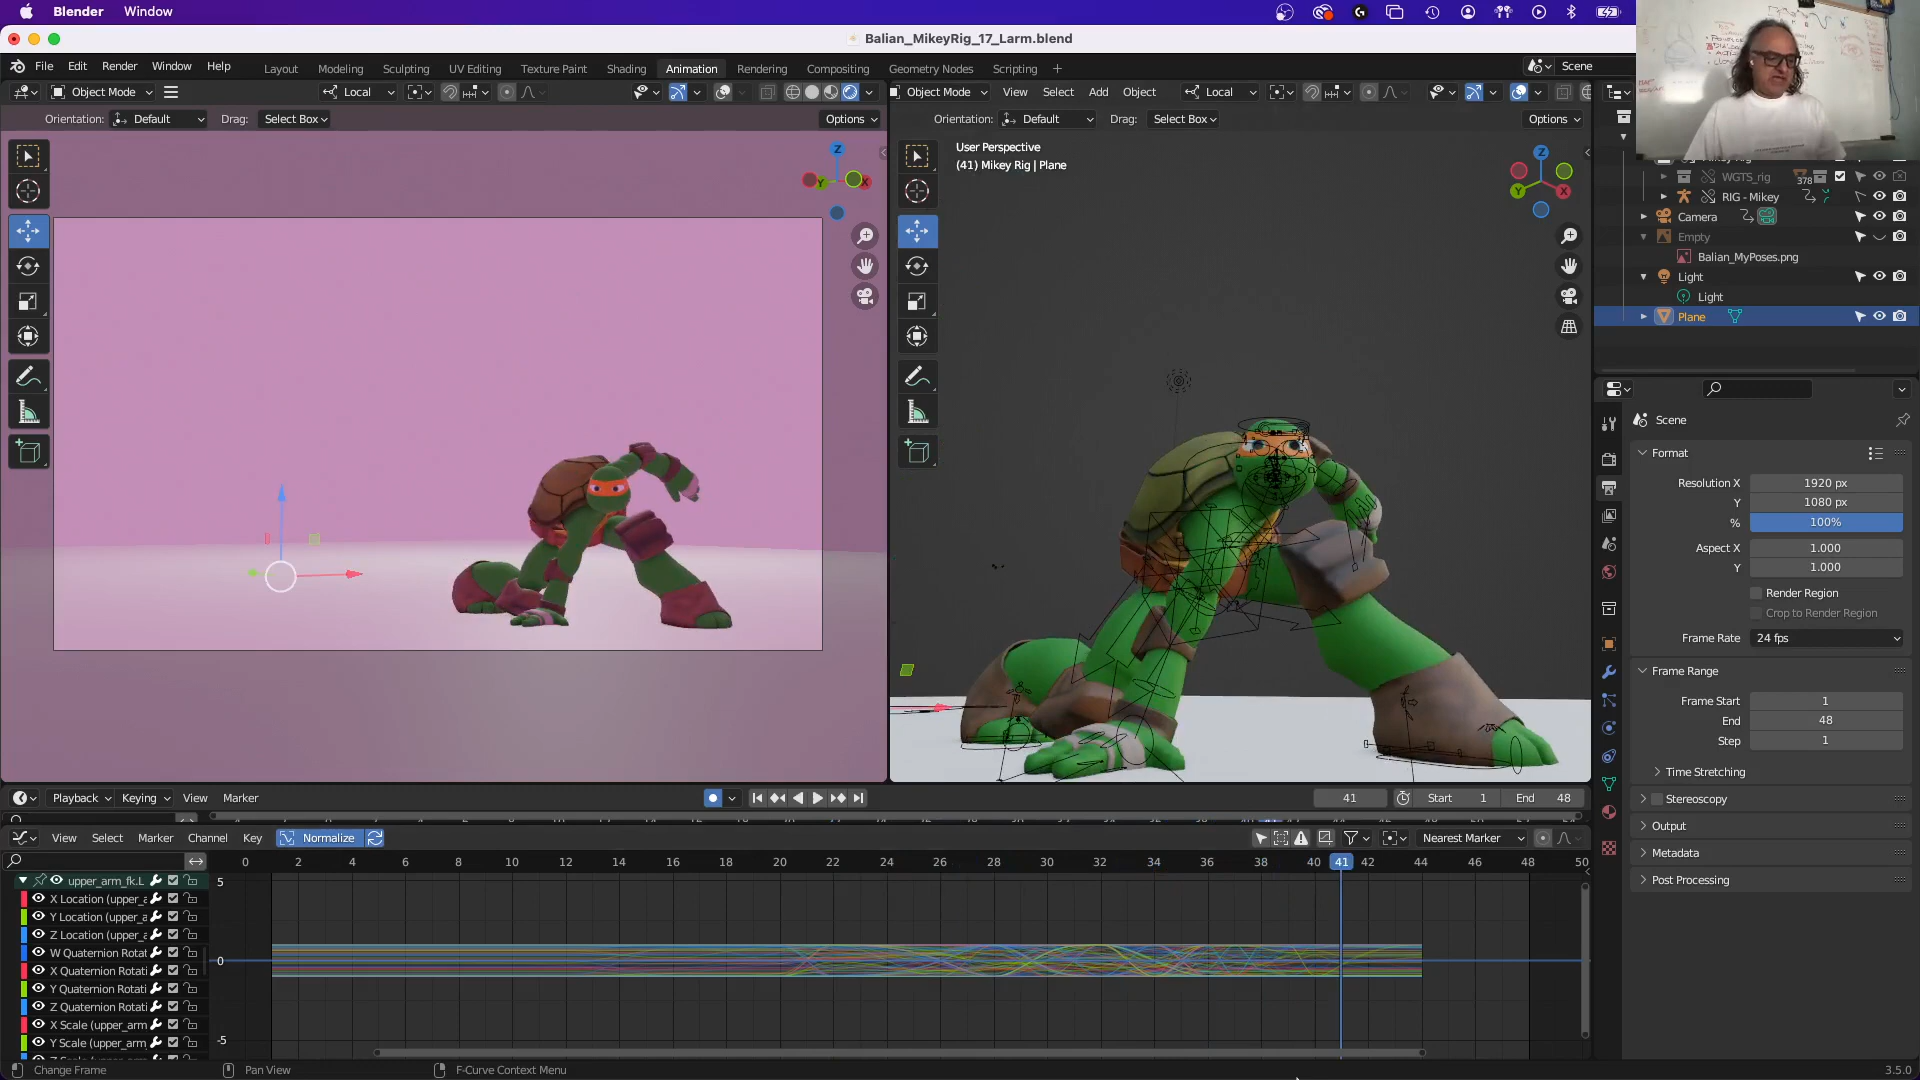 Blender Window
Balian_MikeyRig_17_Larm.blend
File Edit Render Window Help Layout Modeling Sculpting UV Editing Texture Paint Shading Animation Rendering Compositing Geometry Nodes Scripting + Scene
Object Mode Local
Object Mode View Select Add Object Local
Orientation: Default Drag: Select Box Options
Orientation: Default Drag: Select Box Options
User Perspective
(41) Mikey Rig | Plane
Z
Y
X
Z
Y
X
WGTS_rig 378
RIG - Mikey
Camera
Empty
Balian_MyPoses.png
Light
Light
Plane
Scene
Format
Resolution X 1920 px
Y 1080 px
% 100%
Aspect X 1.000
Y 1.000
Render Region
Crop to Render Region
Frame Rate 24 fps
Frame Range
Frame Start 1
End 48
Step 1
Time Stretching
Stereoscopy
Output
Metadata
Post Processing
Playback Keying View Marker 41 Start 1 End 48
View Select Marker Channel Key Normalize Nearest Marker
0 2 4 6 8 10 12 14 16 18 20 22 24 26 28 30 32 34 36 38 40 41 42 44 46 48 50
upper_arm_fk.L 5
X Location (upper_a
Y Location (upper_a
Z Location (upper_a
W Quaternion Rotat
0
X Quaternion Rotati
Y Quaternion Rotati
Z Quaternion Rotati
X Scale (upper_arm
Y Scale (upper_arm
-5
Change Frame Pan View F-Curve Context Menu 3.5.0